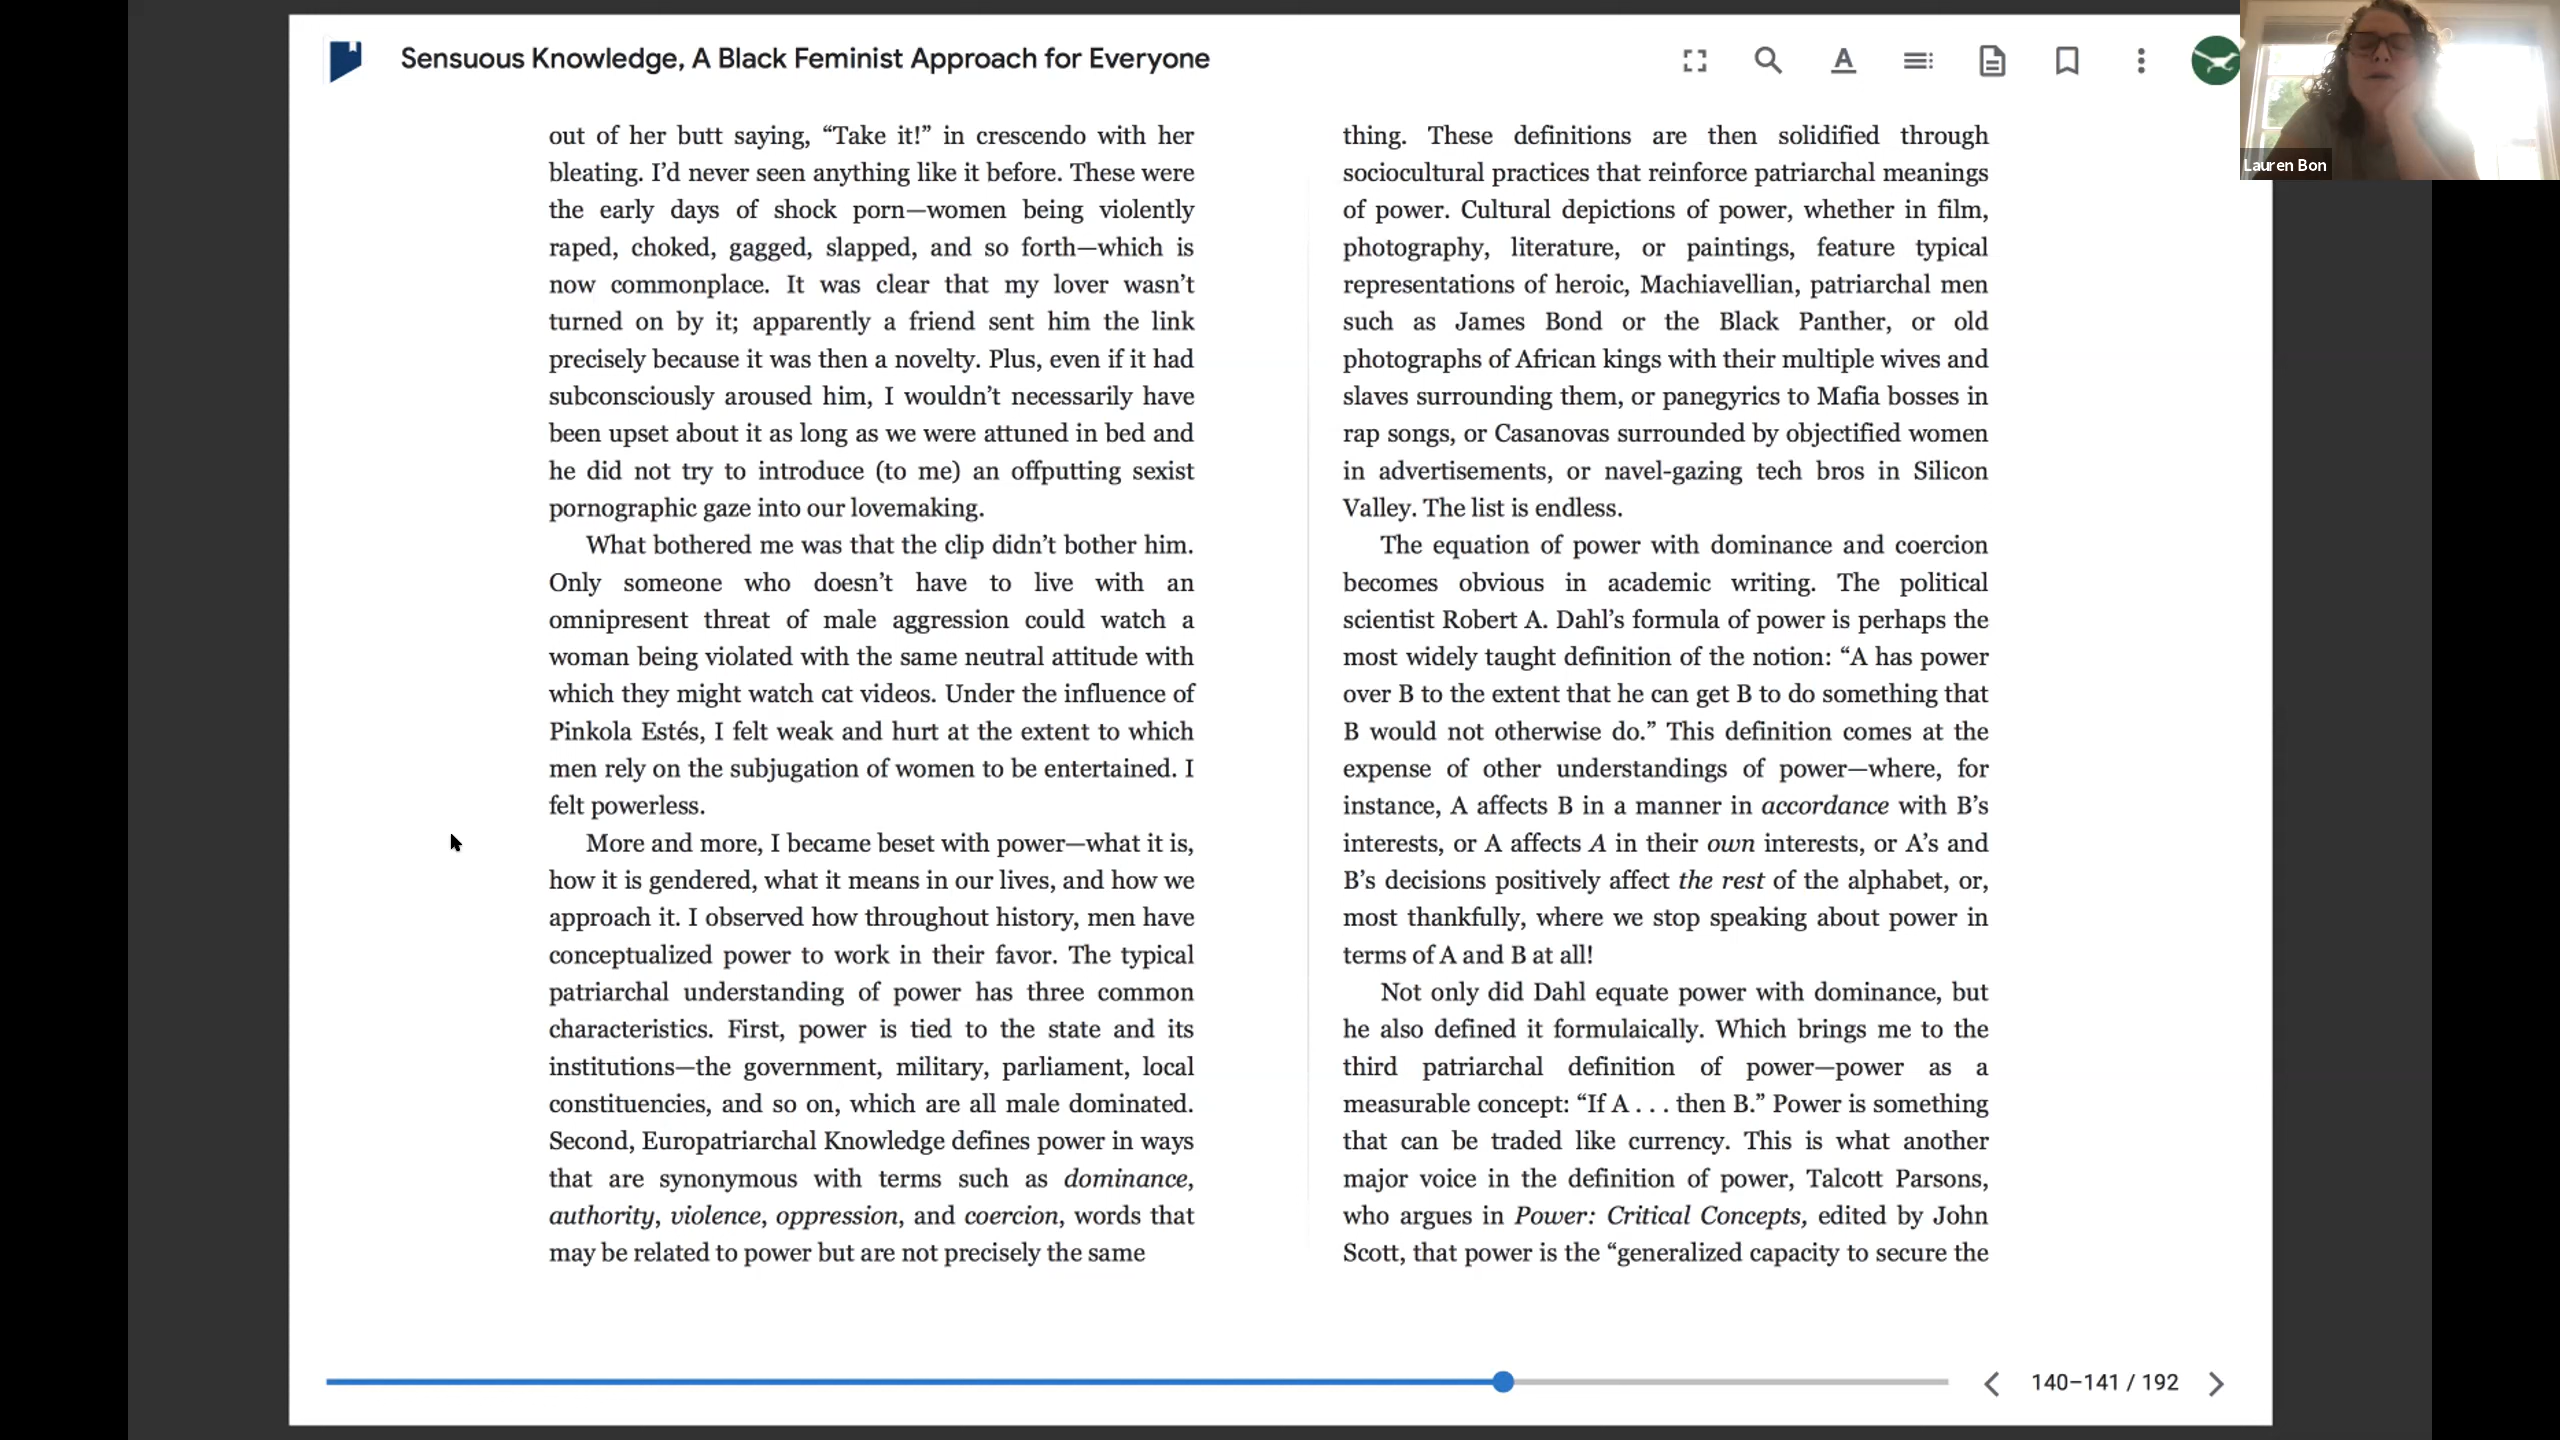 Sensuous Knowledge, A Black Feminist Approach for Everyone
Lauren Bon
out of her butt saying, “Take it!” in crescendo with her
bleating. I’d never seen anything like it before. These were
the early days of shock porn—women being violently
raped, choked, gagged, slapped, and so forth—which is
now commonplace. It was clear that my lover wasn’t
turned on by it; apparently a friend sent him the link
precisely because it was then a novelty. Plus, even if it had
subconsciously aroused him, I wouldn’t necessarily have
been upset about it as long as we were attuned in bed and
he did not try to introduce (to me) an offputting sexist
pornographic gaze into our lovemaking.
What bothered me was that the clip didn’t bother him.
Only someone who doesn’t have to live with an
omnipresent threat of male aggression could watch a
woman being violated with the same neutral attitude with
which they might watch cat videos. Under the influence of
Pinkola Estés, I felt weak and hurt at the extent to which
men rely on the subjugation of women to be entertained. I
felt powerless.
More and more, I became beset with power—what it is,
how it is gendered, what it means in our lives, and how we
approach it. I observed how throughout history, men have
conceptualized power to work in their favor. The typical
patriarchal understanding of power has three common
characteristics. First, power is tied to the state and its
institutions—the government, military, parliament, local
constituencies, and so on, which are all male dominated.
Second, Europatriarchal Knowledge defines power in ways
that are synonymous with terms such as dominance,
authority, violence, oppression, and coercion, words that
may be related to power but are not precisely the same
thing. These definitions are then solidified through
sociocultural practices that reinforce patriarchal meanings
of power. Cultural depictions of power, whether in film,
photography, literature, or paintings, feature typical
representations of heroic, Machiavellian, patriarchal men
such as James Bond or the Black Panther, or old
photographs of African kings with their multiple wives and
slaves surrounding them, or panegyrics to Mafia bosses in
rap songs, or Casanovas surrounded by objectified women
in advertisements, or navel-gazing tech bros in Silicon
Valley. The list is endless.
The equation of power with dominance and coercion
becomes obvious in academic writing. The political
scientist Robert A. Dahl’s formula of power is perhaps the
most widely taught definition of the notion: “A has power
over B to the extent that he can get B to do something that
B would not otherwise do.” This definition comes at the
expense of other understandings of power—where, for
instance, A affects B in a manner in accordance with B’s
interests, or A affects A in their own interests, or A’s and
B’s decisions positively affect the rest of the alphabet, or,
most thankfully, where we stop speaking about power in
terms of A and B at all!
Not only did Dahl equate power with dominance, but
he also defined it formulaically. Which brings me to the
third patriarchal definition of power—power as a
measurable concept: “If A . . . then B.” Power is something
that can be traded like currency. This is what another
major voice in the definition of power, Talcott Parsons,
who argues in Power: Critical Concepts, edited by John
Scott, that power is the “generalized capacity to secure the
140–141 / 192